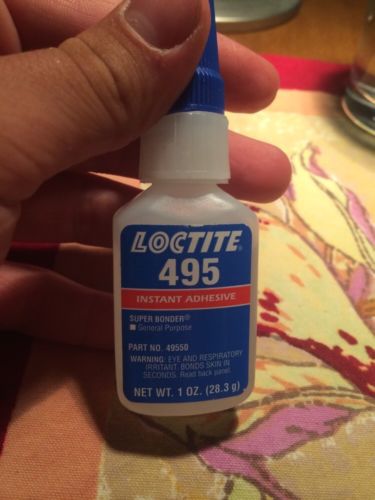 LOCTITE®
495
INSTANT ADHESIVE
SUPER BONDER®
■ General Purpose
PART NO. 49550
WARNING: EYE AND RESPIRATORY
IRRITANT. BONDS SKIN IN
SECONDS. Read back panel.
NET WT. 1 OZ. (28.3 g)